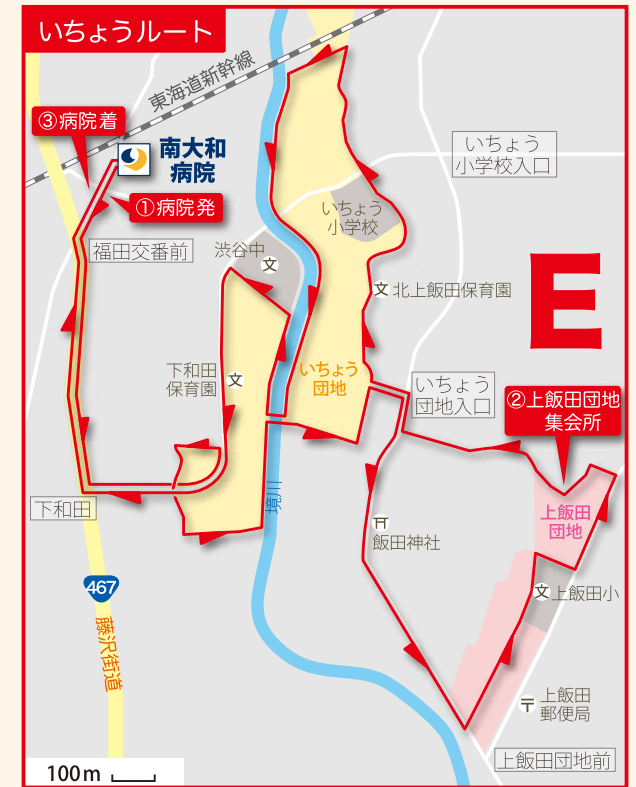 いちょうルート
東海道新幹線
③病院着
南大和
病院
①病院発
いちょう
小学校入口
いちょう
小学校
福田交番前
渋谷中
文
文 北上飯田保育園
E
下和田
保育園
文
いちょう
団地
いちょう
団地入口
②上飯田団地
集会所
下和田
境川
飯田神社
上飯田
団地
文 上飯田小
467
藤沢街道
〒 上飯田
郵便局
上飯田団地前
100m